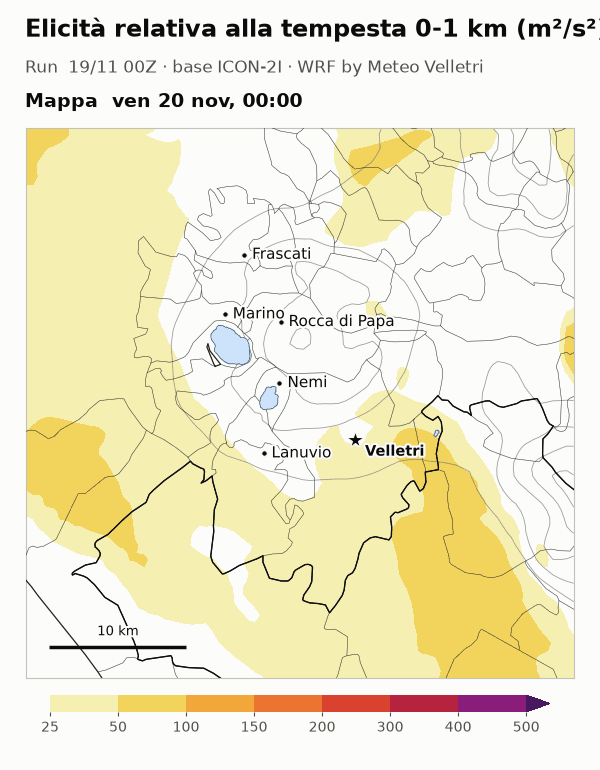 Elicità relativa alla tempesta 0-1 km (m²/s²)
Run  19/11 00Z · base ICON-2I · WRF by Meteo Velletri
Mappa  ven 20 nov, 00:00
Frascati
Marino
Rocca di Papa
Nemi
Velletri
Lanuvio
10 km
25 50 100 150 200 300 400 500